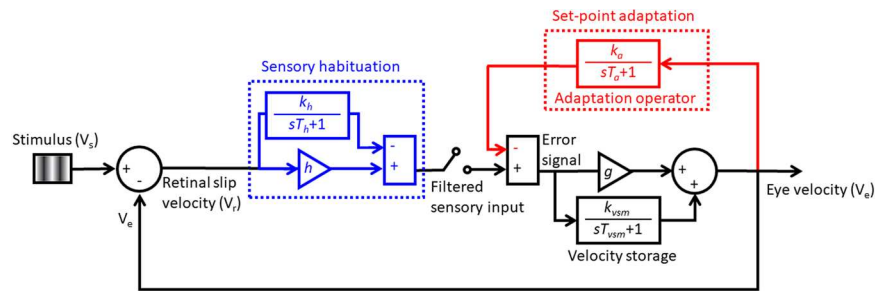 Set-point adaptation
k_a
sT_a+1
Adaptation operator
Sensory habituation
k_h
sT_h+1
-
+
h
Stimulus (V_s)
+
-
Retinal slip
velocity (V_r)
V_e
Filtered
sensory input
-
+
Error
signal
g
+
+
k_vsm
sT_vsm+1
Velocity storage
Eye velocity (V_e)